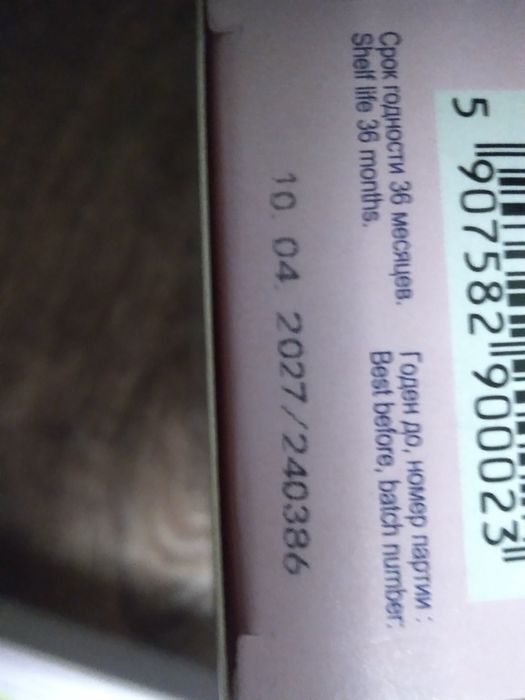 5 907582 900023
Срок годности 36 месяцев.
Shelf life 36 months.
Годен до, номер партии :
Best before, batch number:
10. 04. 2027/240386